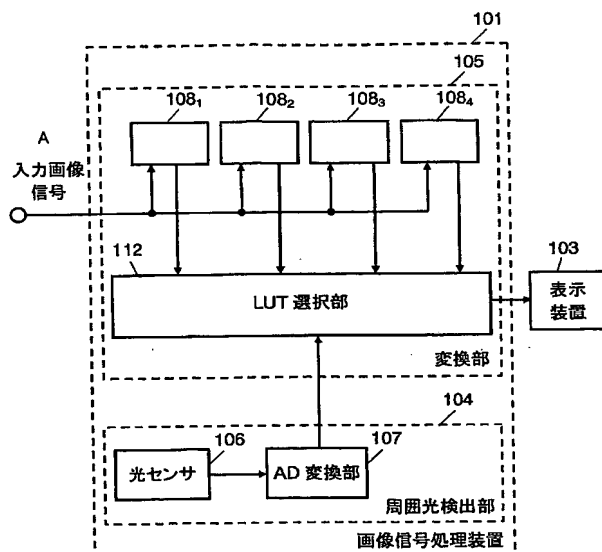 101
105
108₁ 108₂ 108₃ 108₄
A
入力画像
信号
112
LUT 選択部
103
表示
装置
変換部
104
106
107
光センサ
AD 変換部
周囲光検出部
画像信号処理装置